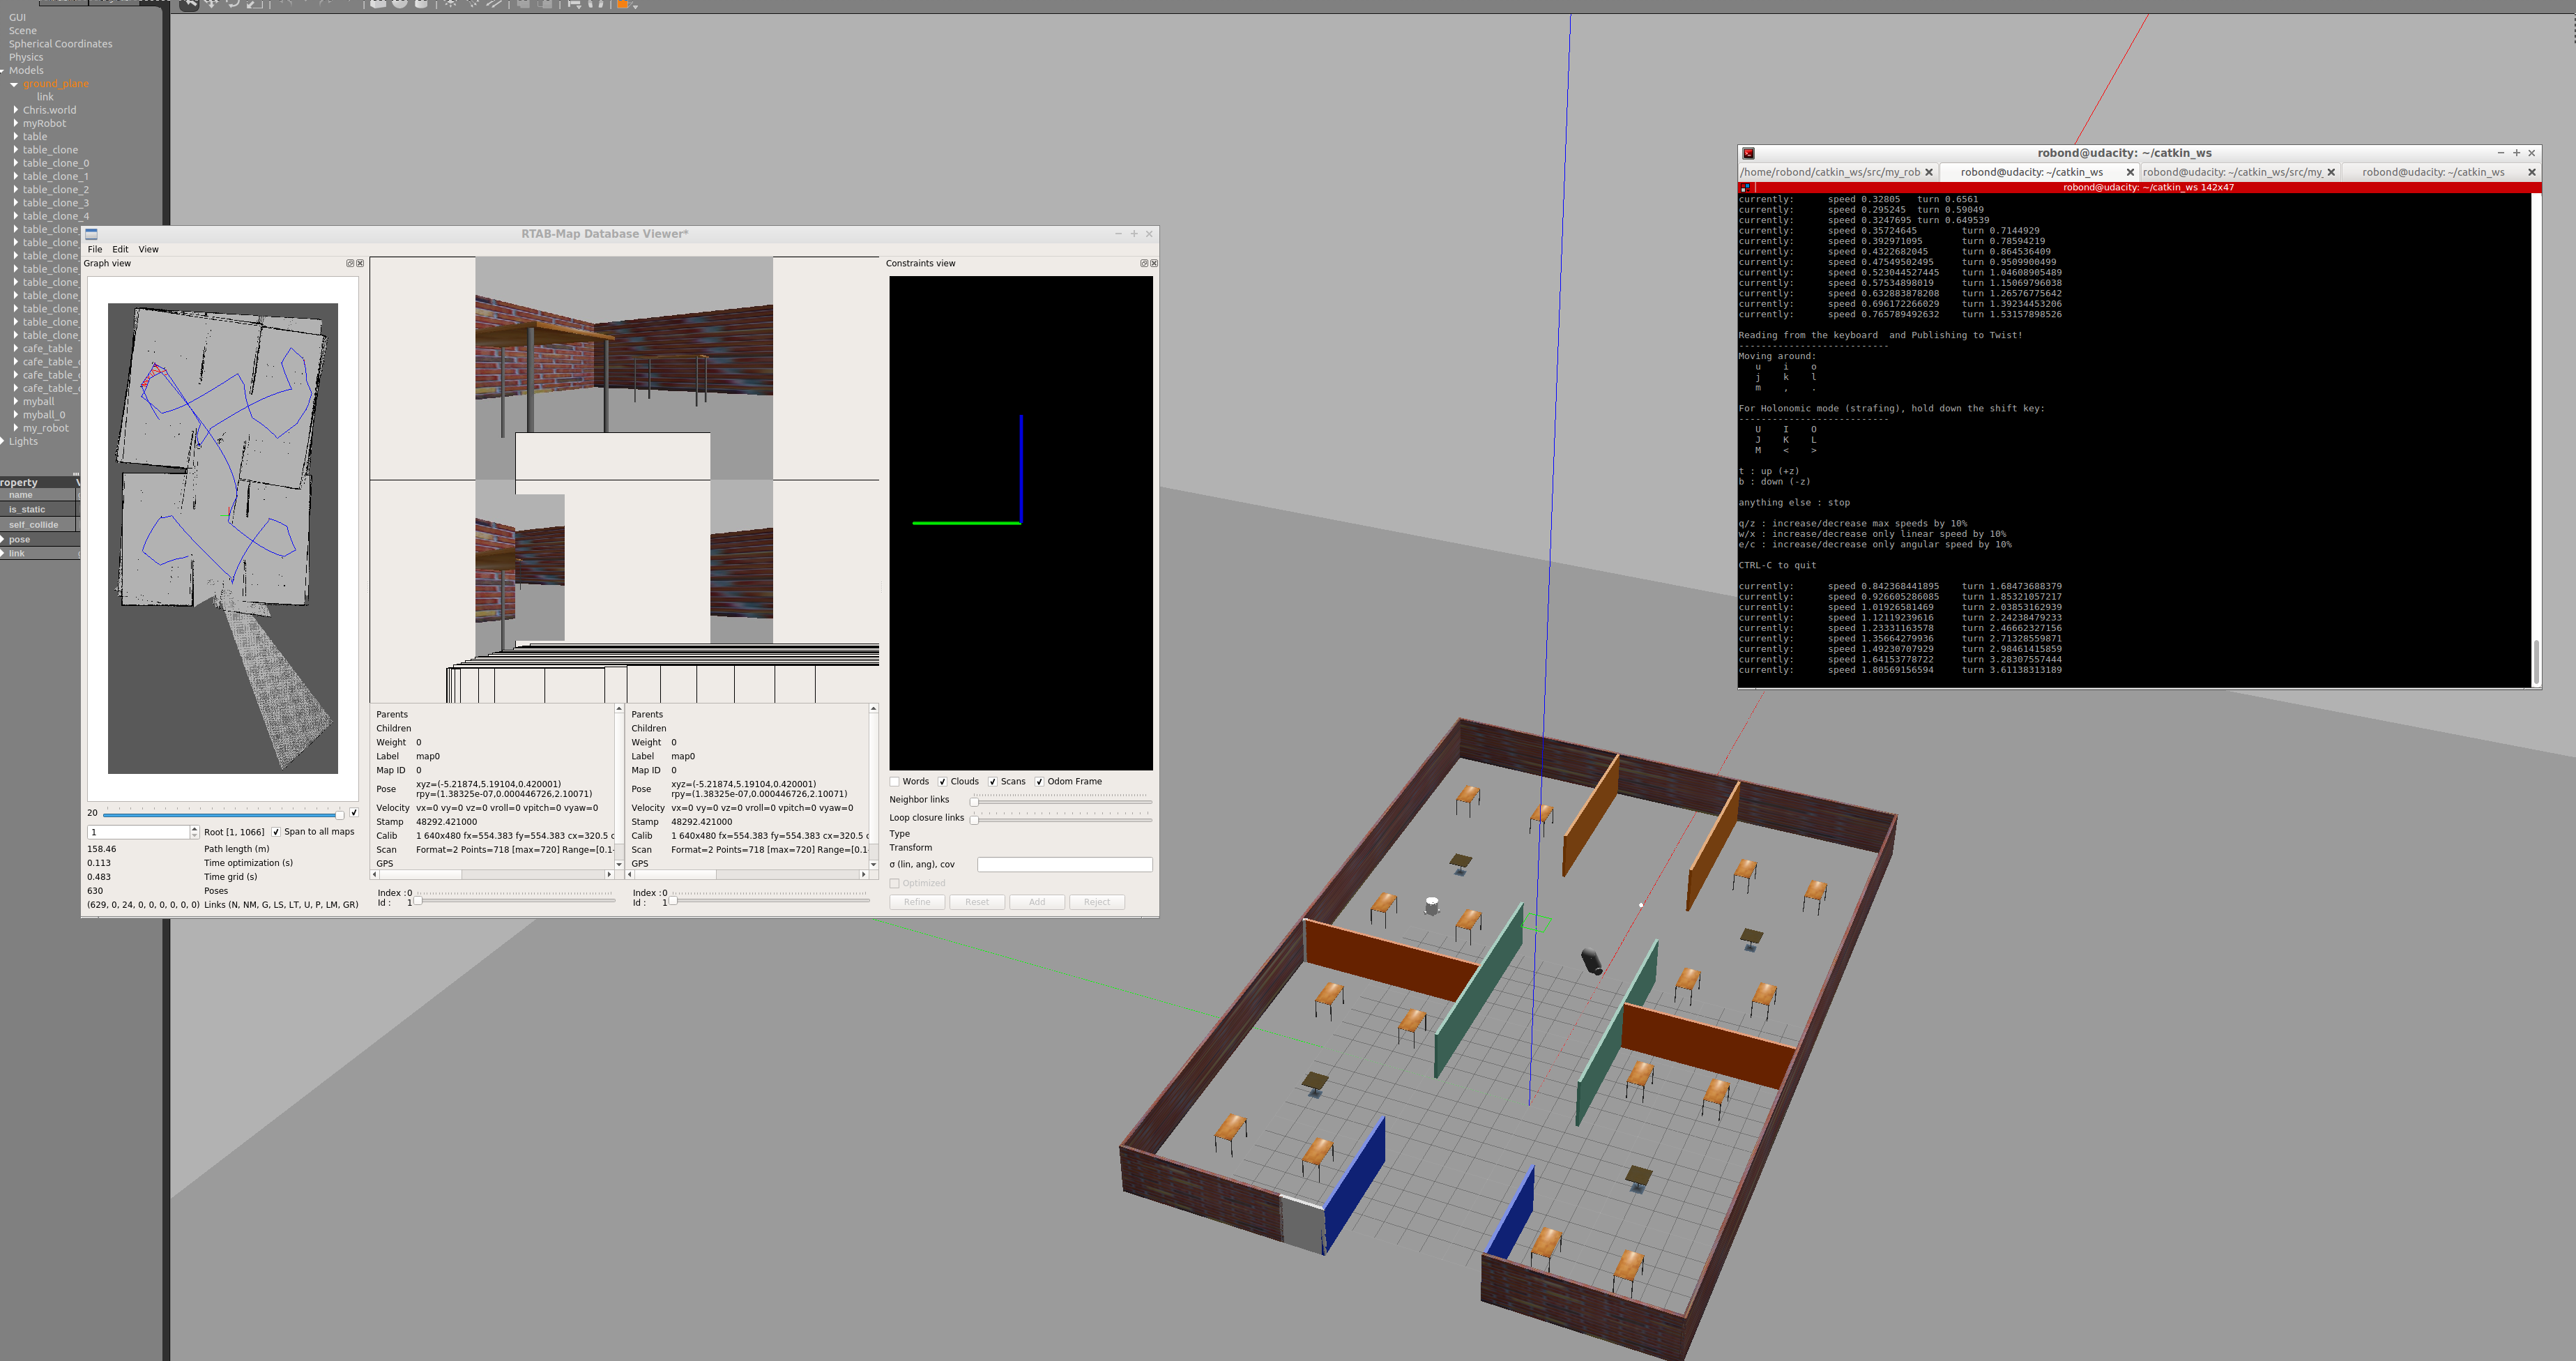 GUI
Scene
Spherical Coordinates
Physics
Models
ground_plane
link
Chris.world
myRobot
table
table_clone
table_clone_0
table_clone_1
table_clone_2
table_clone_3
table_clone_4
table_clone
table_clone
table_clone
table_clone
table_clone
table_clone
table_clone
table_clone
table_clone
cafe_table
cafe_table_
cafe_table_
cafe_table_
myball
myball_0
my_robot
Lights
roperty
name
is_static
self_collide
pose
link
RTAB-Map Database Viewer*
File Edit View
Graph view
20
1 Root [1, 1066] Span to all maps
158.46 Path length (m)
0.113 Time optimization (s)
0.483 Time grid (s)
630 Poses
(629, 0, 24, 0, 0, 0, 0, 0, 0) Links (N, NM, G, LS, LT, U, P, LM, GR)
Parents
Children
Weight 0
Label map0
Map ID 0
Pose xyz=(-5.21874,5.19104,0.420001)
rpy=(1.38325e-07,0.000446726,2.10071)
Velocity vx=0 vy=0 vz=0 vroll=0 vpitch=0 vyaw=0
Stamp 48292.421000
Calib 1 640x480 fx=554.383 fy=554.383 cx=320.5 c
Scan Format=2 Points=718 [max=720] Range=[0.1-
GPS
Index : 0
Id : 1
Parents
Children
Weight 0
Label map0
Map ID 0
Pose xyz=(-5.21874,5.19104,0.420001)
rpy=(1.38325e-07,0.000446726,2.10071)
Velocity vx=0 vy=0 vz=0 vroll=0 vpitch=0 vyaw=0
Stamp 48292.421000
Calib 1 640x480 fx=554.383 fy=554.383 cx=320.5 c
Scan Format=2 Points=718 [max=720] Range=[0.1-
GPS
Index : 0
Id : 1
Constraints view
Words Clouds Scans Odom Frame
Neighbor links
Loop closure links
Type
Transform
σ (lin, ang), cov
Optimized
Refine Reset Add Reject
robond@udacity: ~/catkin_ws
/home/robond/catkin_ws/src/my_rob robond@udacity: ~/catkin_ws robond@udacity: ~/catkin_ws/src/my_ robond@udacity: ~/catkin_ws
robond@udacity: ~/catkin_ws 142x47
currently: speed 0.32805 turn 0.6561
currently: speed 0.295245 turn 0.59049
currently: speed 0.3247695 turn 0.649539
currently: speed 0.35724645 turn 0.7144929
currently: speed 0.392971095 turn 0.78594219
currently: speed 0.4322682045 turn 0.864536409
currently: speed 0.47549502495 turn 0.9509900499
currently: speed 0.523044527445 turn 1.04608905489
currently: speed 0.57534898019 turn 1.15069796038
currently: speed 0.632883878208 turn 1.26576775642
currently: speed 0.696172266029 turn 1.39234453206
currently: speed 0.765789492632 turn 1.53157898526
Reading from the keyboard and Publishing to Twist!
---------------------------
Moving around:
u i o
j k l
m , .
For Holonomic mode (strafing), hold down the shift key:
---------------------------
U I O
J K L
M < >
t : up (+z)
b : down (-z)
anything else : stop
q/z : increase/decrease max speeds by 10%
w/x : increase/decrease only linear speed by 10%
e/c : increase/decrease only angular speed by 10%
CTRL-C to quit
currently: speed 0.842368441895 turn 1.68473688379
currently: speed 0.926605286085 turn 1.85321057217
currently: speed 1.01926581469 turn 2.03853162939
currently: speed 1.12119239616 turn 2.24238479233
currently: speed 1.23331163578 turn 2.46662327156
currently: speed 1.35664279936 turn 2.71328559871
currently: speed 1.49230707929 turn 2.98461415859
currently: speed 1.64153778722 turn 3.28307557444
currently: speed 1.80569156594 turn 3.61138313189